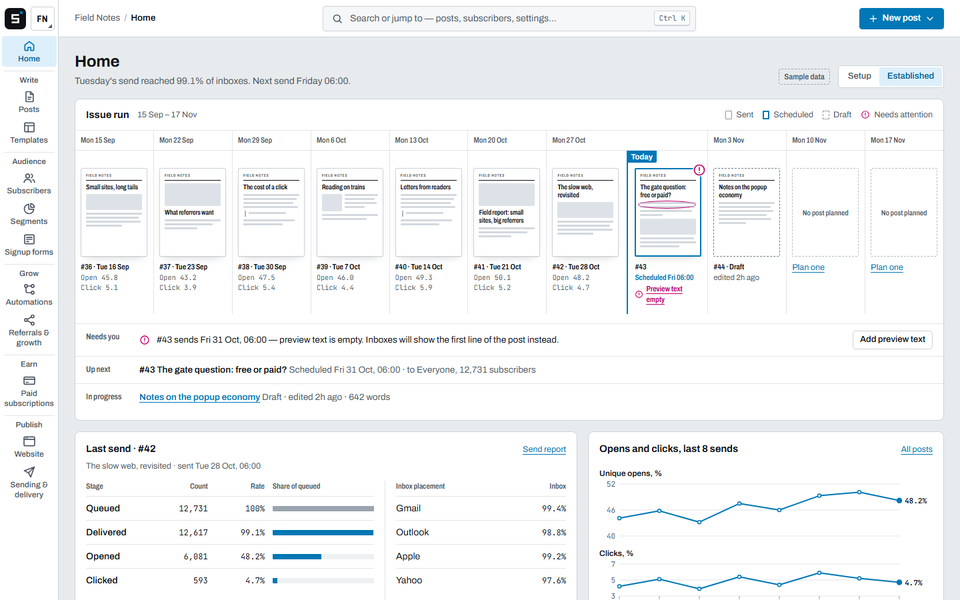 S
FN
Field Notes / Home
Search or jump to — posts, subscribers, settings...
Ctrl K
+ New post
Home
Write
Posts
Templates
Audience
Subscribers
Segments
Signup forms
Grow
Automations
Referrals &
growth
Earn
Paid
subscriptions
Publish
Website
Sending &
delivery
Home
Tuesday's send reached 99.1% of inboxes. Next send Friday 06:00.
Sample data
Setup
Established
Issue run 15 Sep – 17 Nov
Sent
Scheduled
Draft
Needs attention
Mon 15 Sep
Mon 22 Sep
Mon 29 Sep
Mon 6 Oct
Mon 13 Oct
Mon 20 Oct
Mon 27 Oct
Mon 3 Nov
Mon 10 Nov
Mon 17 Nov
Today
FIELD NOTES
Small sites, long tails
#36 · Tue 16 Sep
Open 45.8
Click 5.1
FIELD NOTES
What referrers want
#37 · Tue 23 Sep
Open 43.2
Click 3.9
FIELD NOTES
The cost of a click
#38 · Tue 30 Sep
Open 47.5
Click 5.4
FIELD NOTES
Reading on trains
#39 · Tue 7 Oct
Open 46.0
Click 4.4
FIELD NOTES
Letters from readers
#40 · Tue 14 Oct
Open 49.3
Click 5.9
FIELD NOTES
Field report: small
sites, big referrers
#41 · Tue 21 Oct
Open 50.1
Click 5.2
FIELD NOTES
The slow web,
revisited
#42 · Tue 28 Oct
Open 48.2
Click 4.7
FIELD NOTES
The gate question:
free or paid?
#43
Scheduled Fri 06:00
Preview text
empty
FIELD NOTES
Notes on the popup
economy
#44 · Draft
edited 2h ago
No post planned
Plan one
No post planned
Plan one
Needs you
#43 sends Fri 31 Oct, 06:00 — preview text is empty. Inboxes will show the first line of the post instead.
Add preview text
Up next
#43 The gate question: free or paid? Scheduled Fri 31 Oct, 06:00 · to Everyone, 12,731 subscribers
In progress
Notes on the popup economy Draft · edited 2h ago · 642 words
Last send · #42
Send report
The slow web, revisited · sent Tue 28 Oct, 06:00
Stage Count Rate Share of queued
Queued 12,731 100%
Delivered 12,617 99.1%
Opened 6,081 48.2%
Clicked 593 4.7%
Inbox placement Inbox
Gmail 99.4%
Outlook 98.8%
Apple 99.2%
Yahoo 97.6%
Opens and clicks, last 8 sends
All posts
Unique opens, %
52
46
40
48.2%
Clicks, %
7
5
3
4.7%